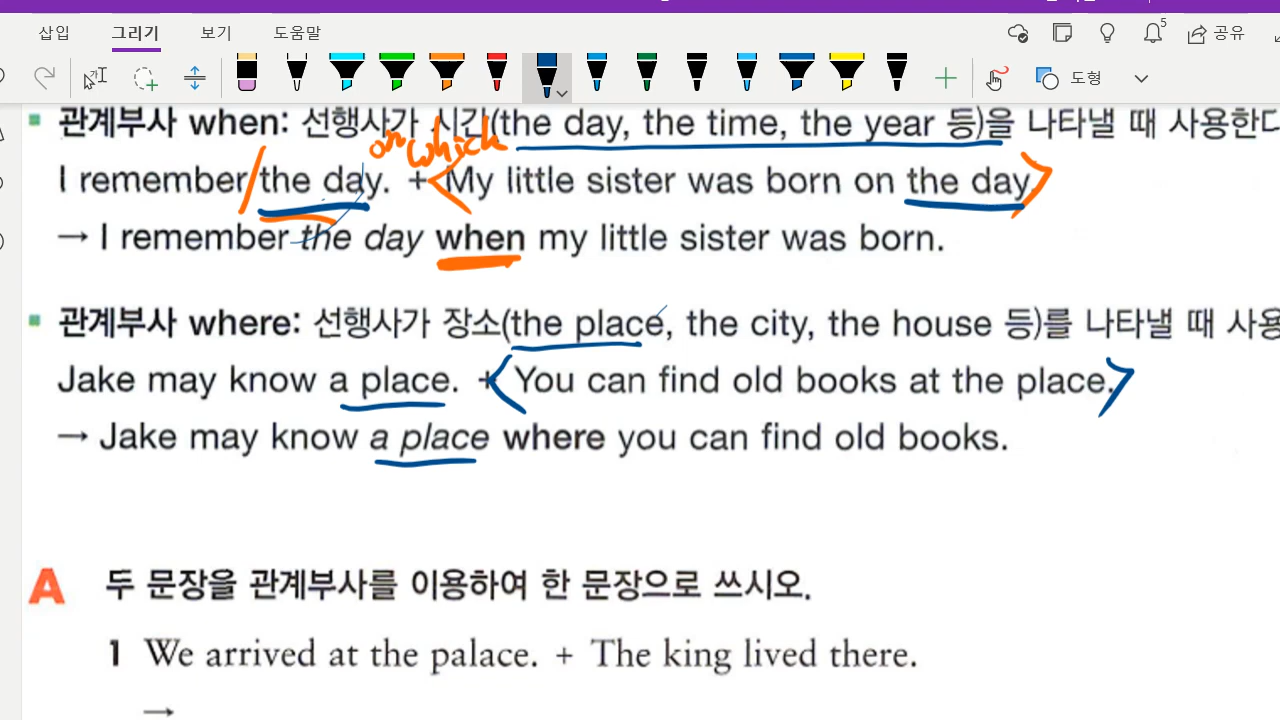 삽입 그리기 보기 도움말 5 공유
가 도형
관계부사 when: 선행사가 시간(the day, the time, the year 등)을 나타낼 때 사용한다
on which
I remember the day. + My little sister was born on the day.
→ I remember the day when my little sister was born.
관계부사 where: 선행사가 장소(the place, the city, the house 등)를 나타낼 때 사용
Jake may know a place. + You can find old books at the place.
→ Jake may know a place where you can find old books.
A 두 문장을 관계부사를 이용하여 한 문장으로 쓰시오.
1 We arrived at the palace. + The king lived there.
→